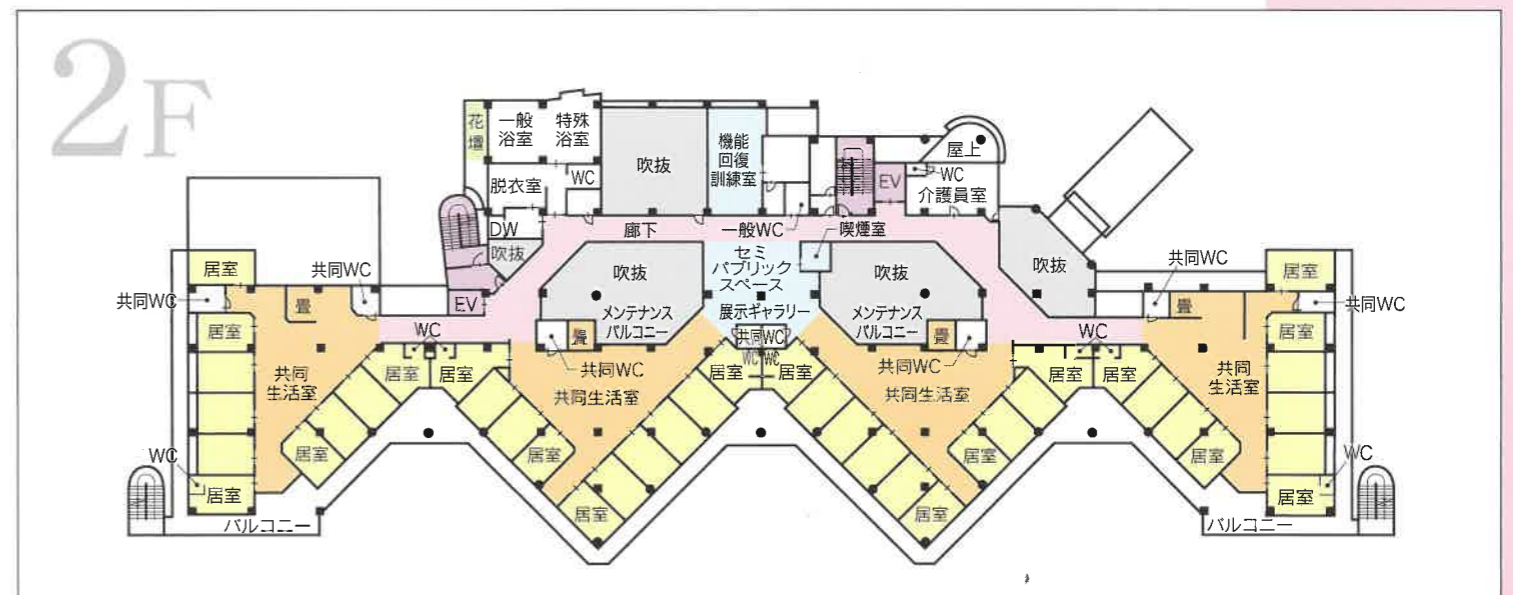 2F
花壇
一般
浴室
特殊
浴室
吹抜
機能
回復
訓練室
屋上
WC
脱衣室
WC
EV
介護員室
DW
廊下
一般WC
喫煙室
吹抜
セミ
パブリック
スペース
吹抜
吹抜
吹抜
居室
共同WC
共同WC
居室
共同WC
畳
EV
メンテナンス
バルコニー
展示ギャラリー
メンテナンス
バルコニー
畳
共同WC
居室
WC
畳
共同WC
畳
WC
居室
共同WC
共同WC
WC
WC
共同
生活室
居室
居室
共同生活室
居室
居室
共同生活室
居室
居室
共同
生活室
WC
居室
居室
居室
居室
居室
居室
WC
居室
居室
バルコニー
バルコニー